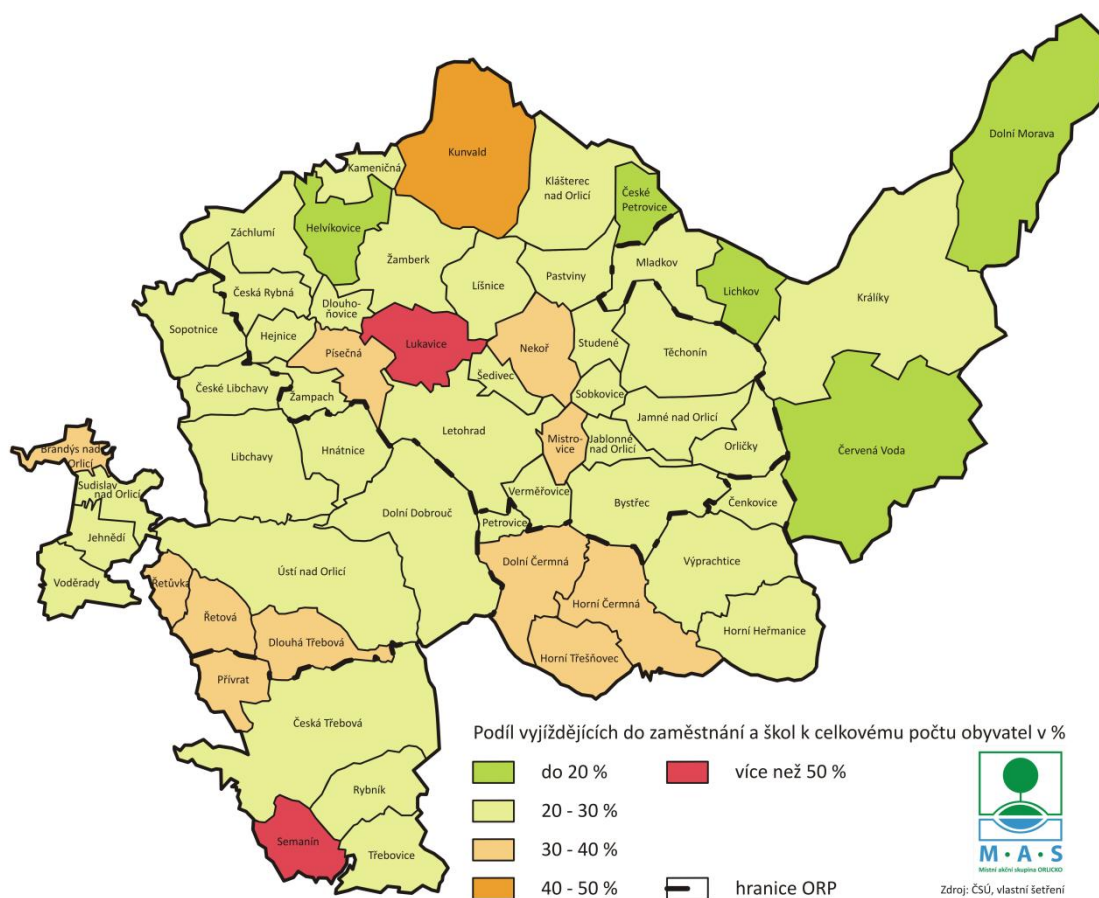 Dolní Morava
Kunvald
Kameničná
Klášterec
nad Orlicí
České
Petrovice
Helvíkovice
Záchlumí
Žamberk
Líšnice
Pastviny
Mladkov
Lichkov
Králíky
Česká Rybná
Dlouho-
ňovice
Sopotnice
Hejnice
Písečná
Lukavice
Nekoř
Studené
Těchonín
Šedivec
České Libchavy
Žampach
Sobkovice
Jamné nad Orlicí
Letohrad
Mistro-
vice
Jablonné
nad Orlicí
Orličky
Červená Voda
Brandýs nad
Orlicí
Libchavy
Hnátnice
Sudislav
nad Orlicí
Verměřovice
Bystřec
Čenkovice
Dolní Dobrouč
Petrovice
Jehnědí
Dolní Čermná
Výprachtice
Voděrady
Řetůvka
Ústí nad Orlicí
Horní Čermná
Řetová
Dlouhá Třebová
Horní Heřmanice
Horní Třešňovec
Přívrat
Česká Třebová
Rybník
Semanín
Třebovice
Podíl vyjíždějících do zaměstnání a škol k celkovému počtu obyvatel v %
do 20 %
více než 50 %
20 - 30 %
30 - 40 %
40 - 50 %
hranice ORP
M • A • S
Místní akční skupina ORLICKO
Zdroj: ČSÚ, vlastní šetření